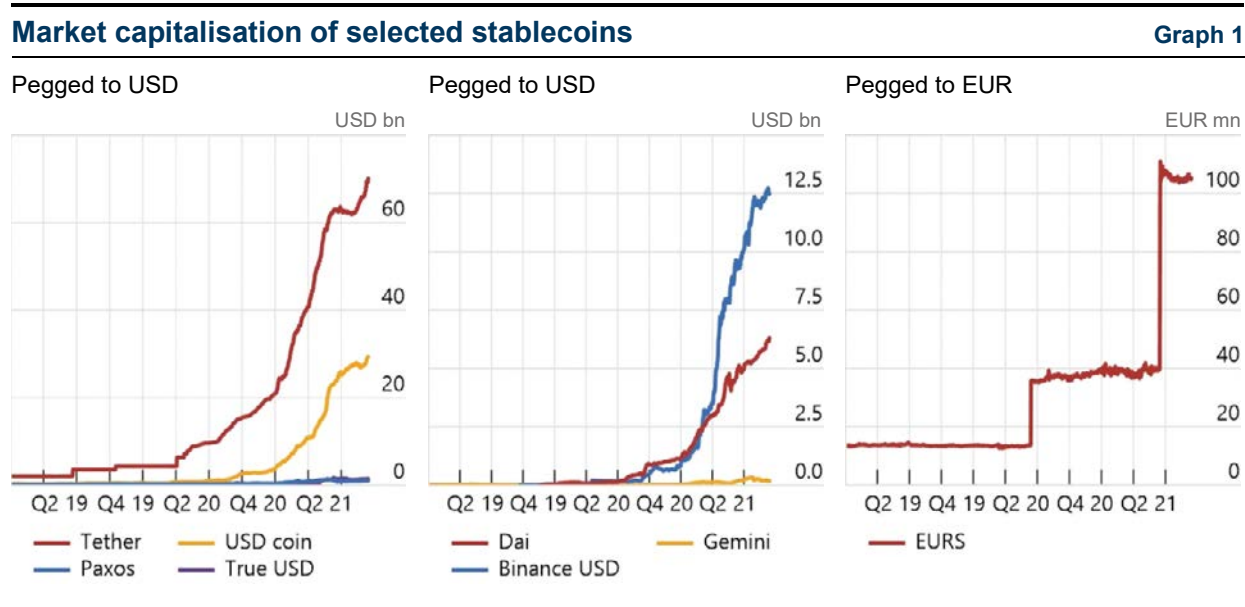 Market capitalisation of selected stablecoins Graph 1
Pegged to USD Pegged to USD Pegged to EUR
USD bn USD bn EUR mn
60
40
20
0
Q2 19 Q4 19 Q2 20 Q4 20 Q2 21
Tether USD coin
Paxos True USD
12.5
10.0
7.5
5.0
2.5
0.0
Q2 19 Q4 19 Q2 20 Q4 20 Q2 21
Dai Gemini
Binance USD
100
80
60
40
20
0
Q2 19 Q4 19 Q2 20 Q4 20 Q2 21
EURS